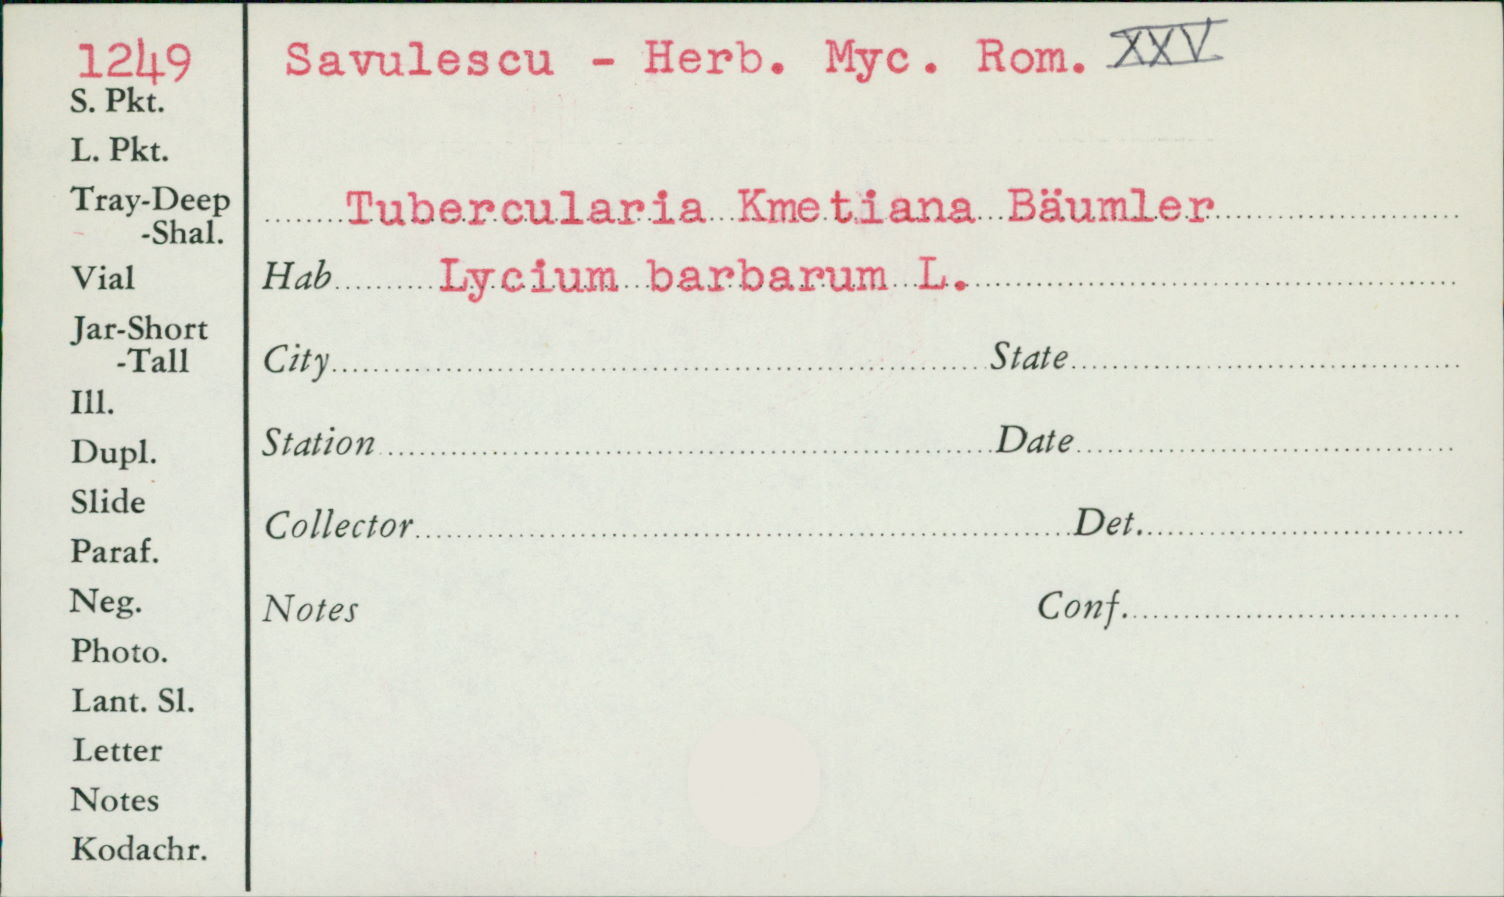 1249
Savulescu - Herb. Myc. Rom. XXV
S. Pkt.
L. Pkt.
Tray-Deep
-Shal.
Tubercularia Kmetiana Bäumler
Vial
Hab. Lycium barbarum L.
Jar-Short
-Tall
City State
Ill.
Dupl.
Station Date
Slide
Collector Det.
Paraf.
Neg.
Notes Conf.
Photo.
Lant. Sl.
Letter
Notes
Kodachr.